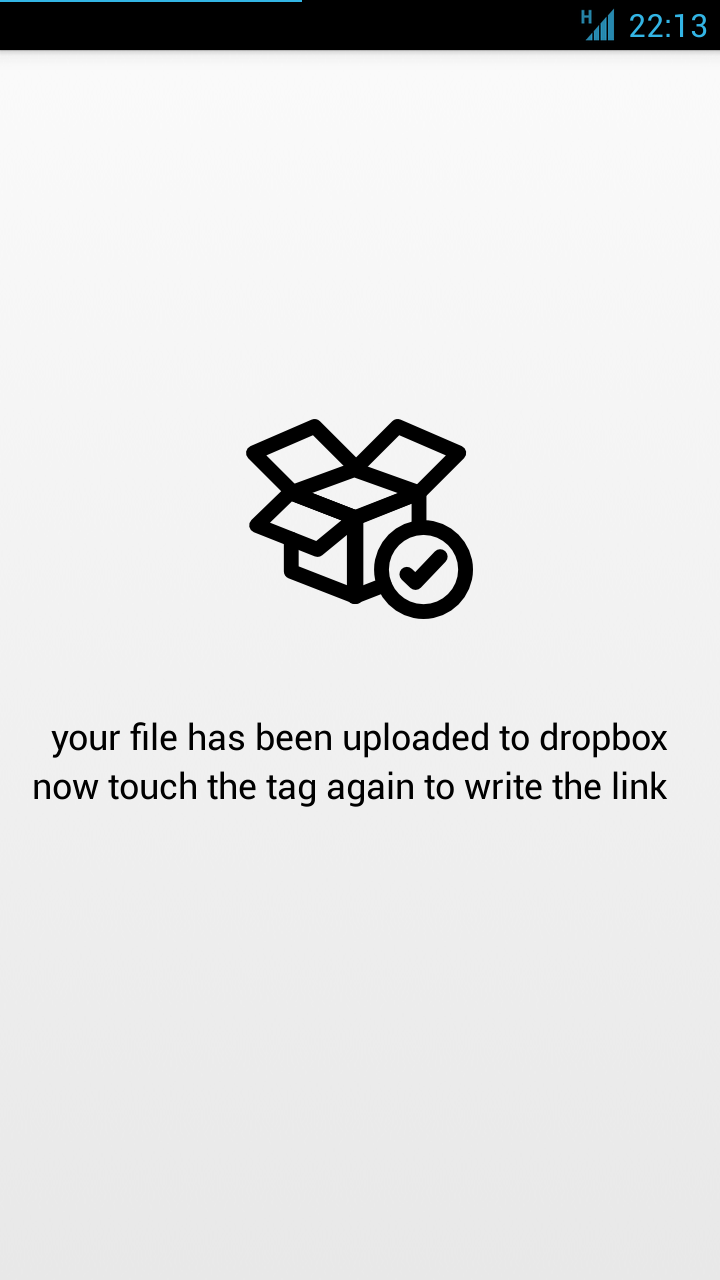 H 22:13
your file has been uploaded to dropbox
now touch the tag again to write the link